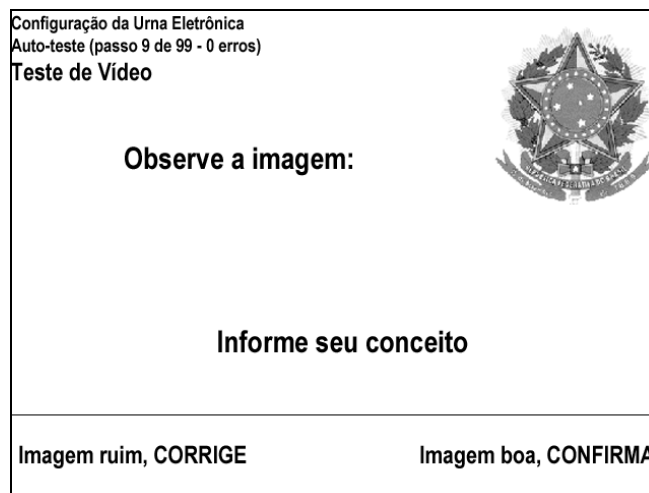 Configuração da Urna Eletrônica
Auto-teste (passo 9 de 99 - 0 erros)
Teste de Vídeo
Observe a imagem:
Informe seu conceito
Imagem ruim, CORRIGE
Imagem boa, CONFIRMA